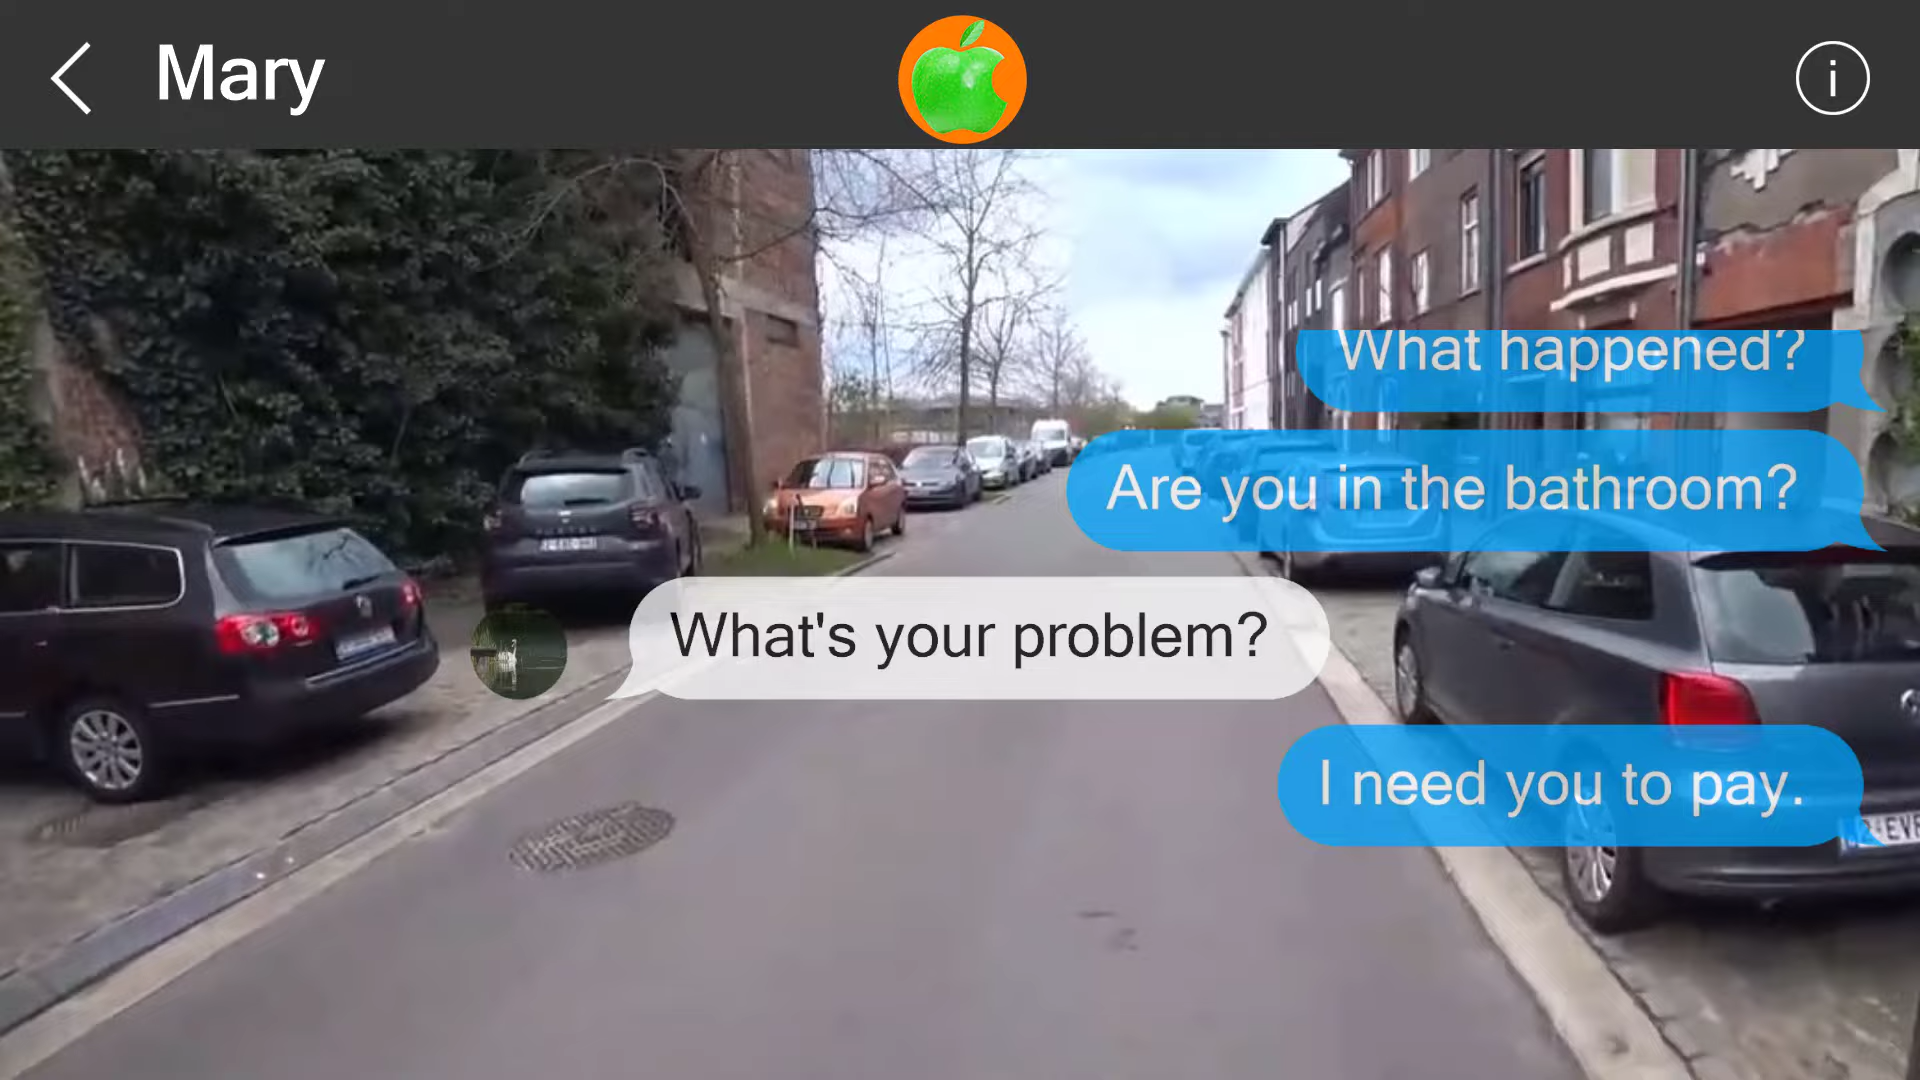 Mary
What happened?
Are you in the bathroom?
What's your problem?
I need you to pay.